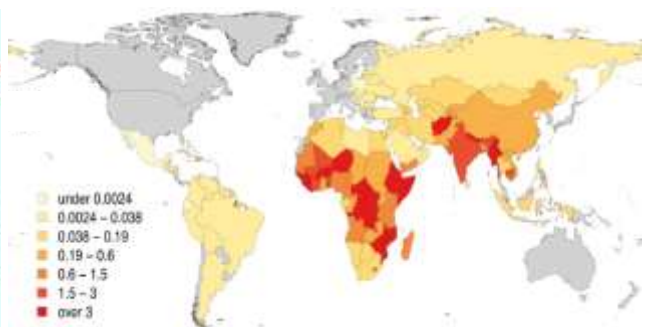 under 0.0024
0.0024 – 0.038
0.038 – 0.19
0.19 – 0.6
0.6 – 1.5
1.5 – 3
over 3